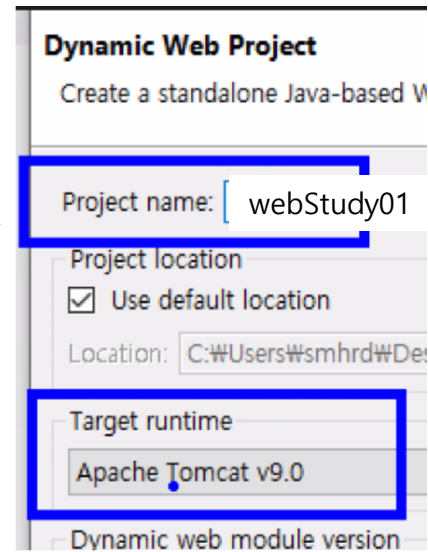 Dynamic Web Project
Create a standalone Java-based W
Project name: webStudy01
Project location
Use default location
Location: C:₩Users₩smhrd₩Des
Target runtime
Apache Tomcat v9.0
Dynamic web module version